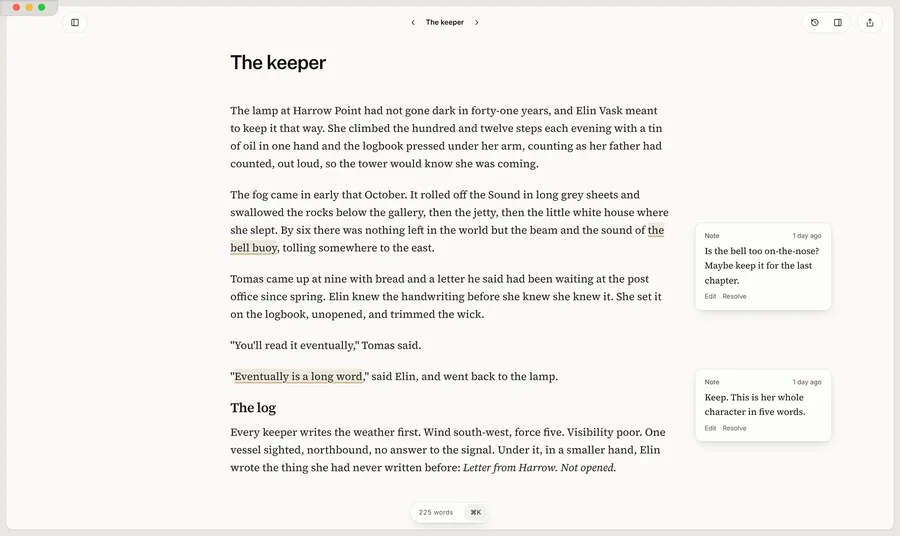 The keeper
The keeper
The lamp at Harrow Point had not gone dark in forty-one years, and Elin Vask meant
to keep it that way. She climbed the hundred and twelve steps each evening with a tin
of oil in one hand and the logbook pressed under her arm, counting as her father had
counted, out loud, so the tower would know she was coming.
The fog came in early that October. It rolled off the Sound in long grey sheets and
swallowed the rocks below the gallery, then the jetty, then the little white house where
she slept. By six there was nothing left in the world but the beam and the sound of the
bell buoy, tolling somewhere to the east.
Note
1 day ago
Is the bell too on-the-nose?
Maybe keep it for the last
chapter.
Edit Resolve
Tomas came up at nine with bread and a letter he said had been waiting at the post
office since spring. Elin knew the handwriting before she knew she knew it. She set it
on the logbook, unopened, and trimmed the wick.
"You'll read it eventually," Tomas said.
"Eventually is a long word," said Elin, and went back to the lamp.
Note
1 day ago
Keep. This is her whole
character in five words.
Edit Resolve
The log
Every keeper writes the weather first. Wind south-west, force five. Visibility poor. One
vessel sighted, northbound, no answer to the signal. Under it, in a smaller hand, Elin
wrote the thing she had never written before: Letter from Harrow. Not opened.
225 words
⌘K